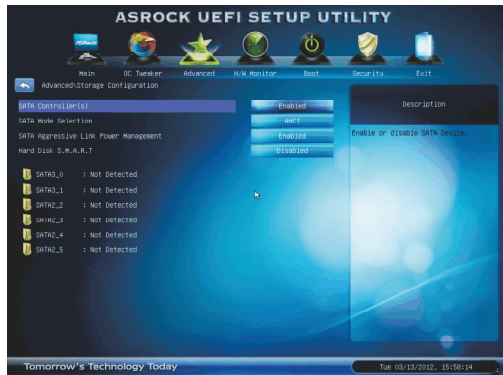 ASROCK UEFI SETUP UTILITY
ASRock
Main OC Tweaker Advanced H/W Monitor Boot Security Exit
Advanced\Storage Configuration
Description
SATA Controller(s) Enabled
SATA Mode Selection AHCI
Enable or disable SATA Device.
SATA Aggressive Link Power Management Enabled
Hard Disk S.M.A.R.T Disabled
SATA3_0 : Not Detected
SATA3_1 : Not Detected
SATA2_2 : Not Detected
SATA2_3 : Not Detected
SATA2_4 : Not Detected
SATA2_5 : Not Detected
Tomorrow's Technology Today
Tue 03/13/2012, 15:58:14